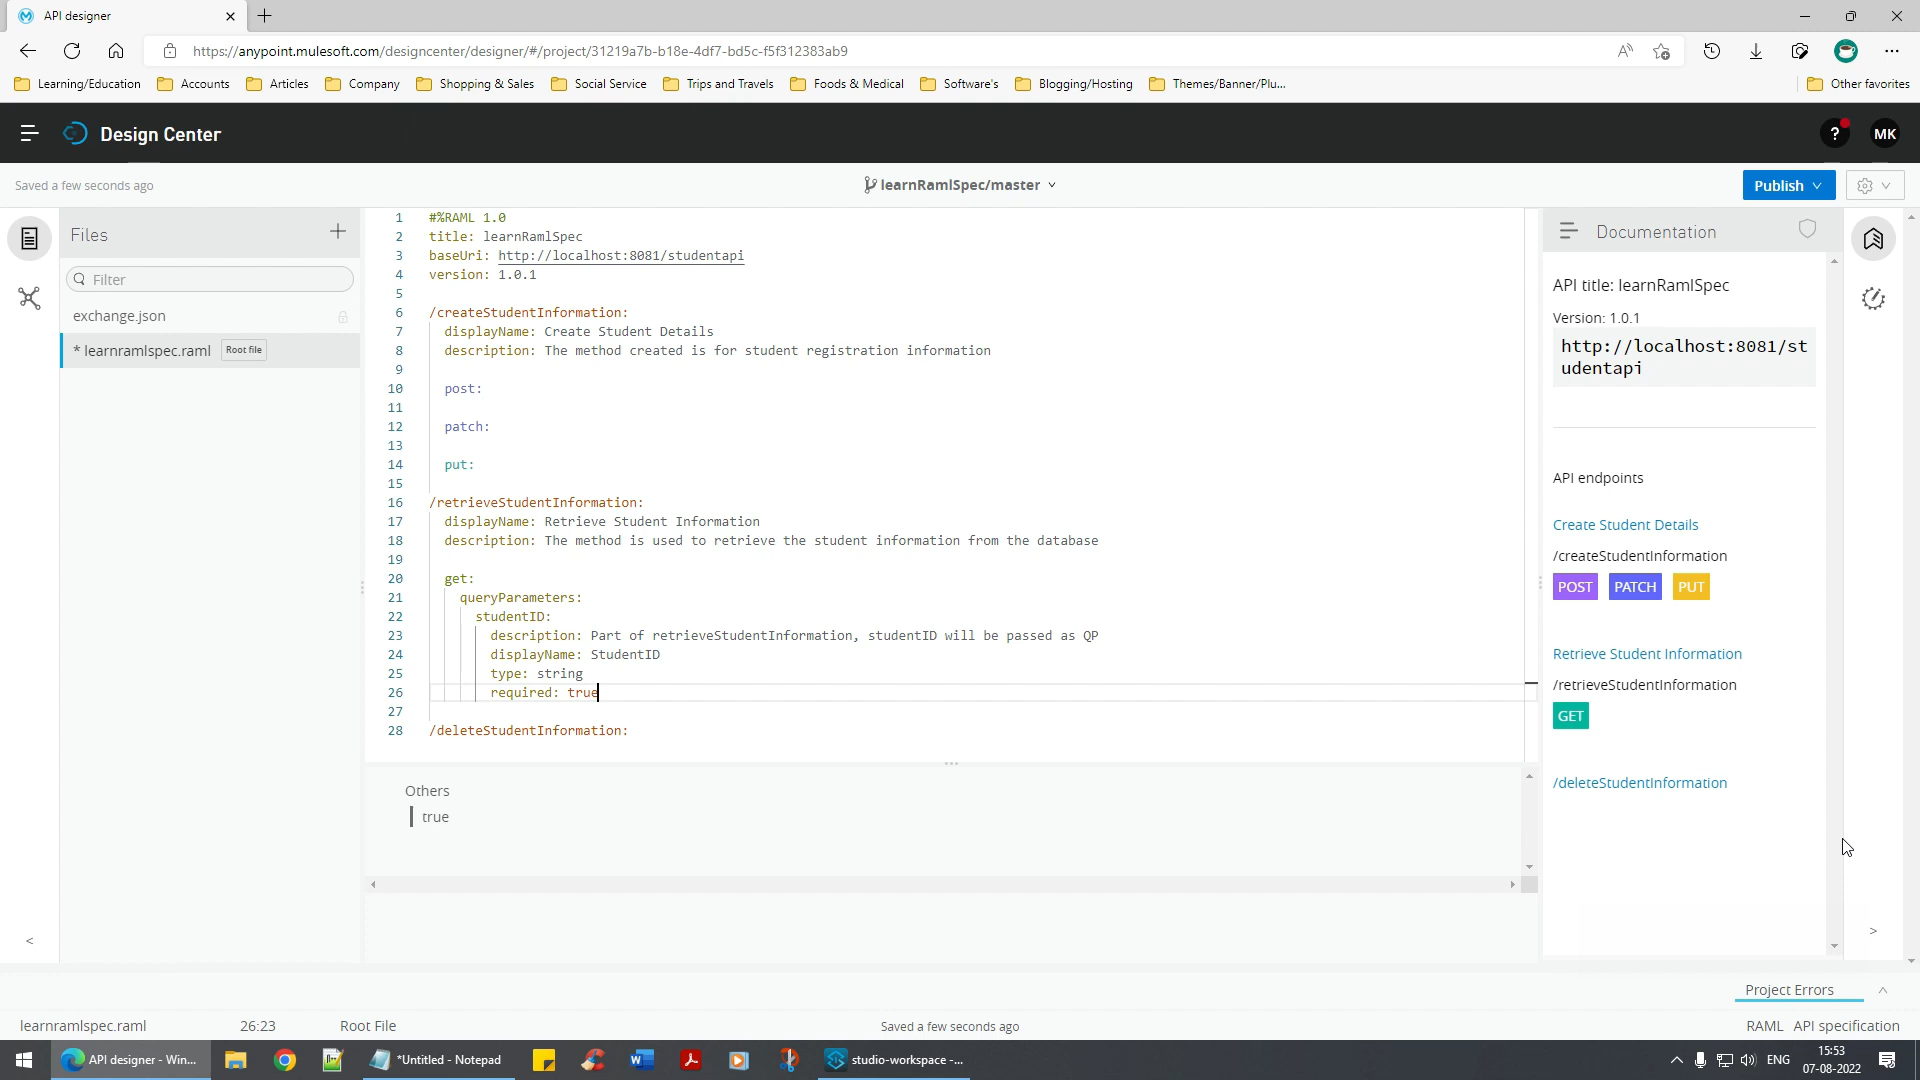 API designer
https://anypoint.mulesoft.com/designcenter/designer/#/project/31219a7b-b18e-4df7-bd5c-f5f312383ab9
Learning/Education Accounts Articles Company Shopping & Sales Social Service Trips and Travels Foods & Medical Software's Blogging/Hosting Themes/Banner/Plu... Other favorites
Design Center ? MK
Saved a few seconds ago learnRamlSpec/master Publish
Files
Filter
exchange.json
* learnramlspec.raml Root file
1 #%RAML 1.0
2 title: learnRamlSpec
3 baseUri: http://localhost:8081/studentapi
4 version: 1.0.1
5
6 /createStudentInformation:
7 displayName: Create Student Details
8 description: The method created is for student registration information
9
10 post:
11
12 patch:
13
14 put:
15
16 /retrieveStudentInformation:
17 displayName: Retrieve Student Information
18 description: The method is used to retrieve the student information from the database
19
20 get:
21 queryParameters:
22 studentID:
23 description: Part of retrieveStudentInformation, studentID will be passed as QP
24 displayName: StudentID
25 type: string
26 required: true
27
28 /deleteStudentInformation:
Others
true
Documentation
API title: learnRamlSpec
Version: 1.0.1
http://localhost:8081/st
udentapi
API endpoints
Create Student Details
/createStudentInformation
POST PATCH PUT
Retrieve Student Information
/retrieveStudentInformation
GET
/deleteStudentInformation
< >
Project Errors
learnramlspec.raml 26:23 Root File Saved a few seconds ago RAML API specification
API designer - Win... *Untitled - Notepad studio-workspace -... ENG
15:53
07-08-2022